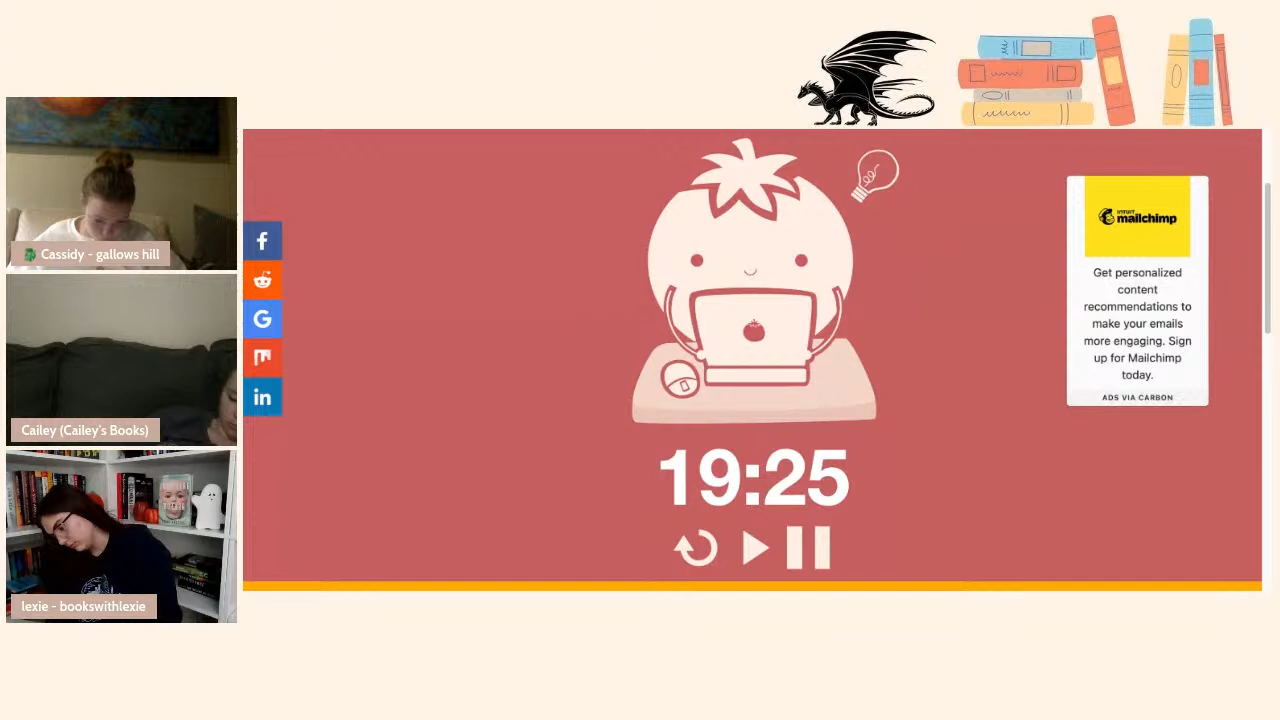 Cassidy - gallows hill
Cailey (Cailey's Books)
lexie - bookswithlexie
19:25
INTUIT
mailchimp
Get personalized
content
recommendations to
make your emails
more engaging. Sign
up for Mailchimp
today.
ADS VIA CARBON
f
G
in